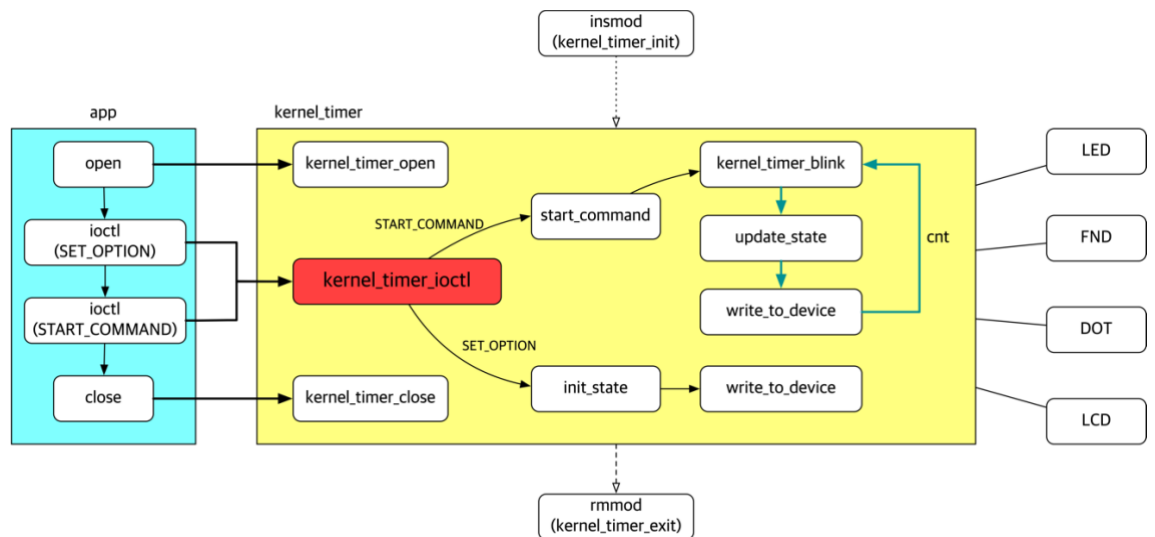 insmod
(kernel_timer_init)
app
kernel_timer
open
kernel_timer_open
kernel_timer_blink
LED
ioctl
(SET_OPTION)
START_COMMAND
start_command
update_state
cnt
FND
kernel_timer_ioctl
ioctl
(START_COMMAND)
write_to_device
DOT
SET_OPTION
close
kernel_timer_close
init_state
write_to_device
LCD
rmmod
(kernel_timer_exit)